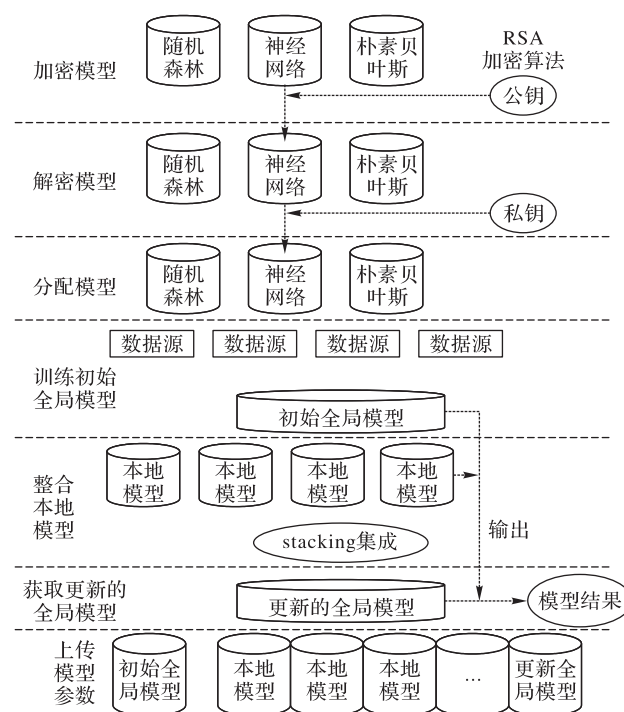 加密模型
随机
森林
神经
网络
朴素贝
叶斯
RSA
加密算法
公钥
解密模型
随机
森林
神经
网络
朴素贝
叶斯
私钥
分配模型
随机
森林
神经
网络
朴素贝
叶斯
数据源
数据源
数据源
数据源
训练初始
全局模型
初始全局模型
整合
本地
模型
本地
模型
本地
模型
本地
模型
本地
模型
stacking集成
输出
获取更新的
全局模型
更新的全局模型
模型结果
上传
模型
参数
初始全
局模型
本地
模型
本地
模型
本地
模型
…
更新全
局模型